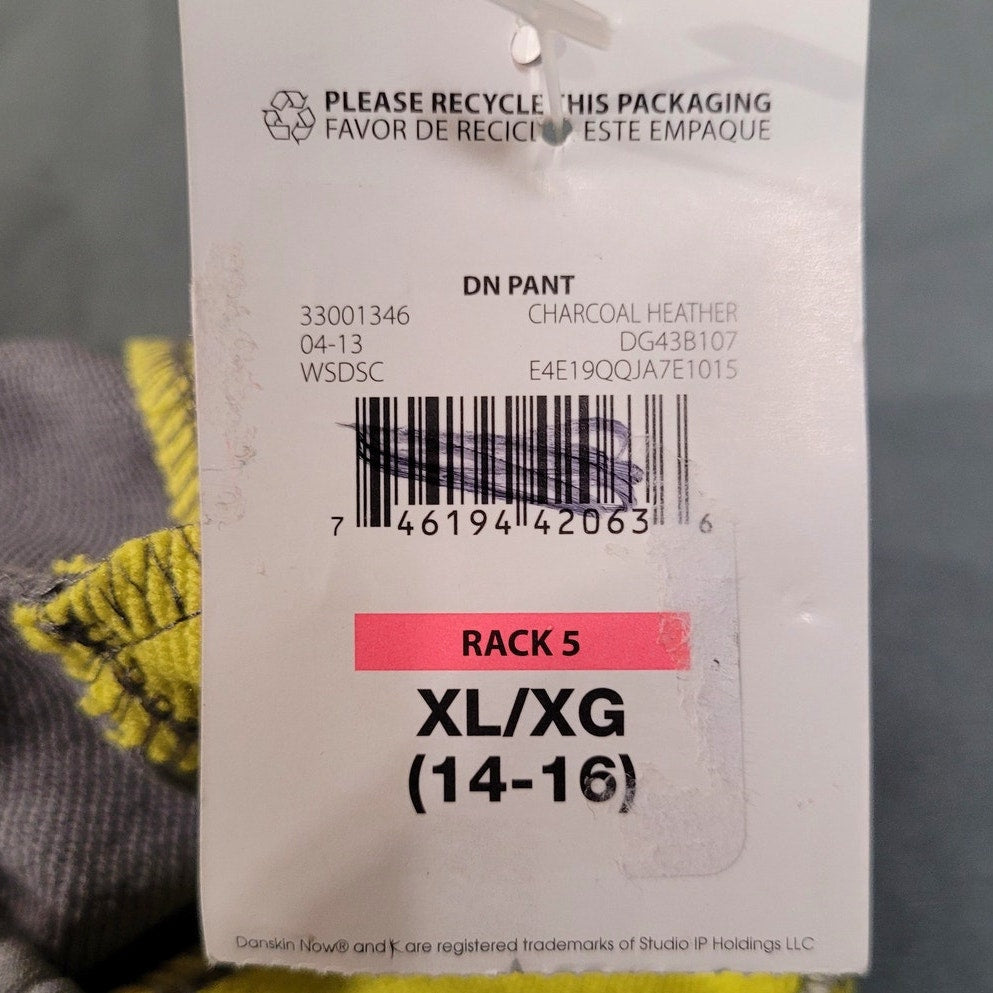 PLEASE RECYCLE THIS PACKAGING
FAVOR DE RECICL ESTE EMPAQUE
DN PANT
33001346 CHARCOAL HEATHER
04-13 DG43B107
WSDSC E4E19QQJA7E1015
7 46194 42063 6
RACK 5
XL/XG
(14-16)
Danskin Now® and are registered trademarks of Studio IP Holdings LLC